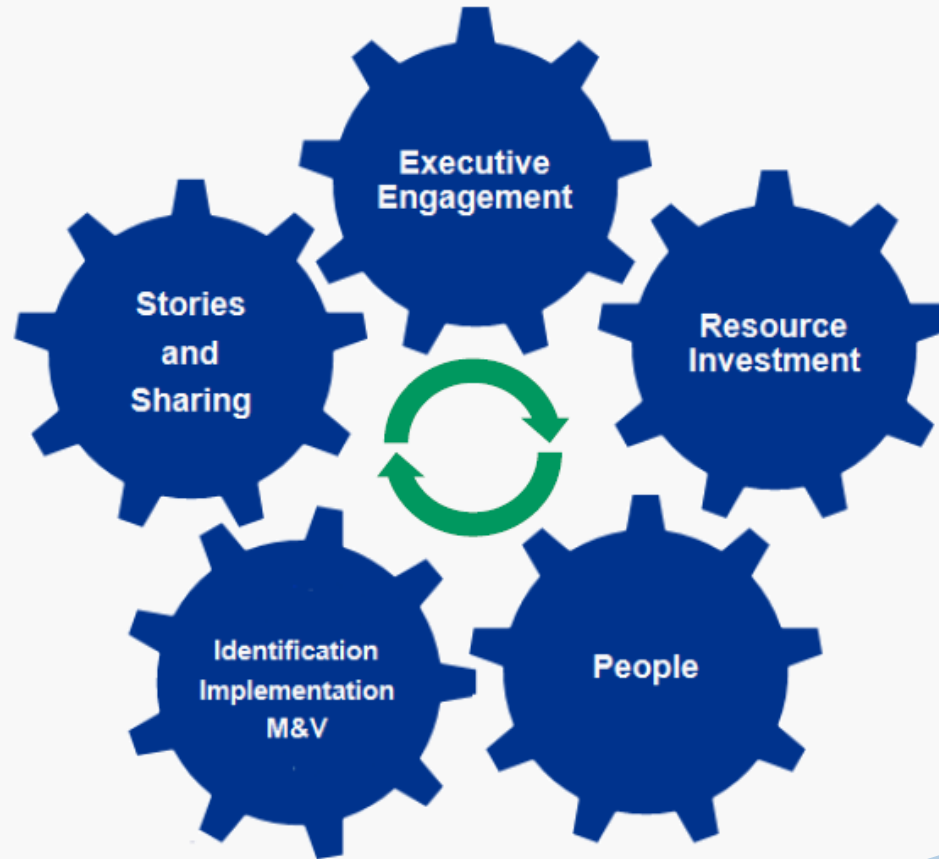 Executive
Engagement
Resource
Investment
People
Identification
Implementation
M&V
Stories
and
Sharing